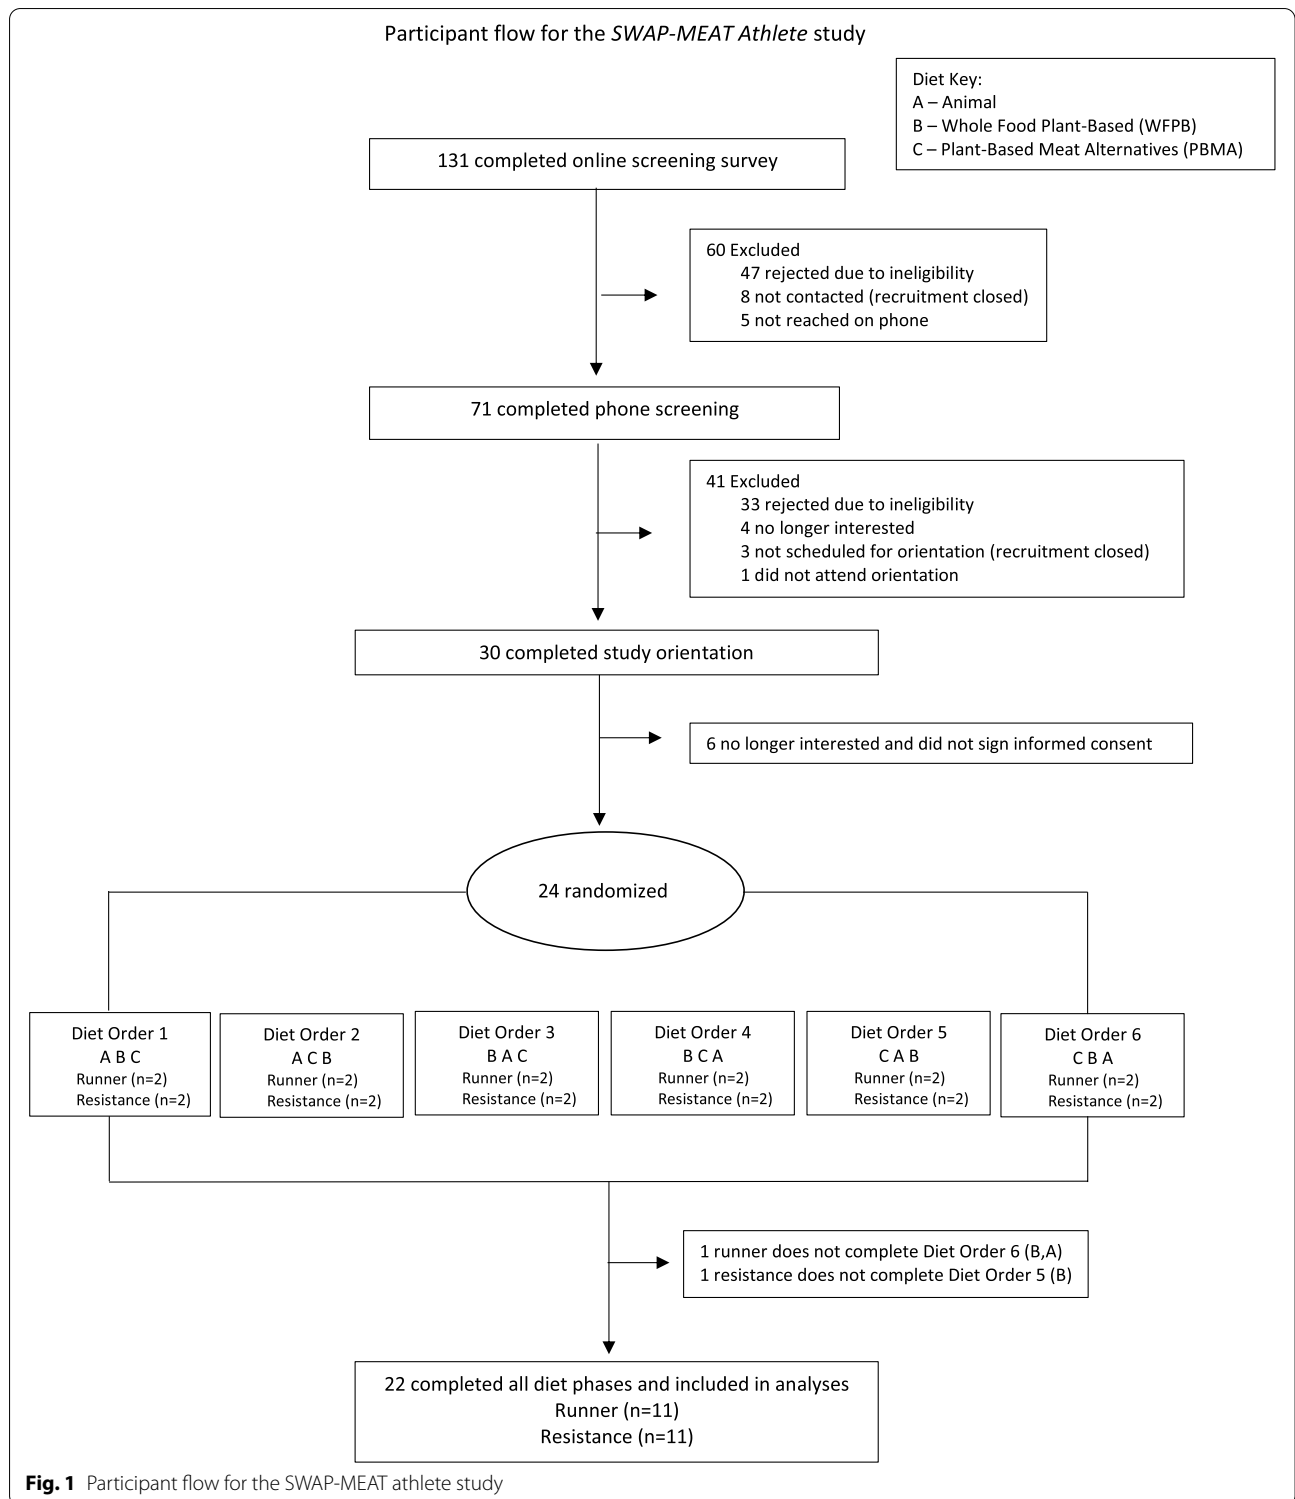 Participant flow for the SWAP-MEAT Athlete study
Diet Key:
A – Animal
B – Whole Food Plant-Based (WFPB)
C – Plant-Based Meat Alternatives (PBMA)
131 completed online screening survey
60 Excluded
47 rejected due to ineligibility
8 not contacted (recruitment closed)
5 not reached on phone
71 completed phone screening
41 Excluded
33 rejected due to ineligibility
4 no longer interested
3 not scheduled for orientation (recruitment closed)
1 did not attend orientation
30 completed study orientation
6 no longer interested and did not sign informed consent
24 randomized
Diet Order 1
A B C
Runner (n=2)
Resistance (n=2)
Diet Order 2
A C B
Runner (n=2)
Resistance (n=2)
Diet Order 3
B A C
Runner (n=2)
Resistance (n=2)
Diet Order 4
B C A
Runner (n=2)
Resistance (n=2)
Diet Order 5
C A B
Runner (n=2)
Resistance (n=2)
Diet Order 6
C B A
Runner (n=2)
Resistance (n=2)
1 runner does not complete Diet Order 6 (B,A)
1 resistance does not complete Diet Order 5 (B)
22 completed all diet phases and included in analyses
Runner (n=11)
Resistance (n=11)
Fig. 1 Participant flow for the SWAP-MEAT athlete study